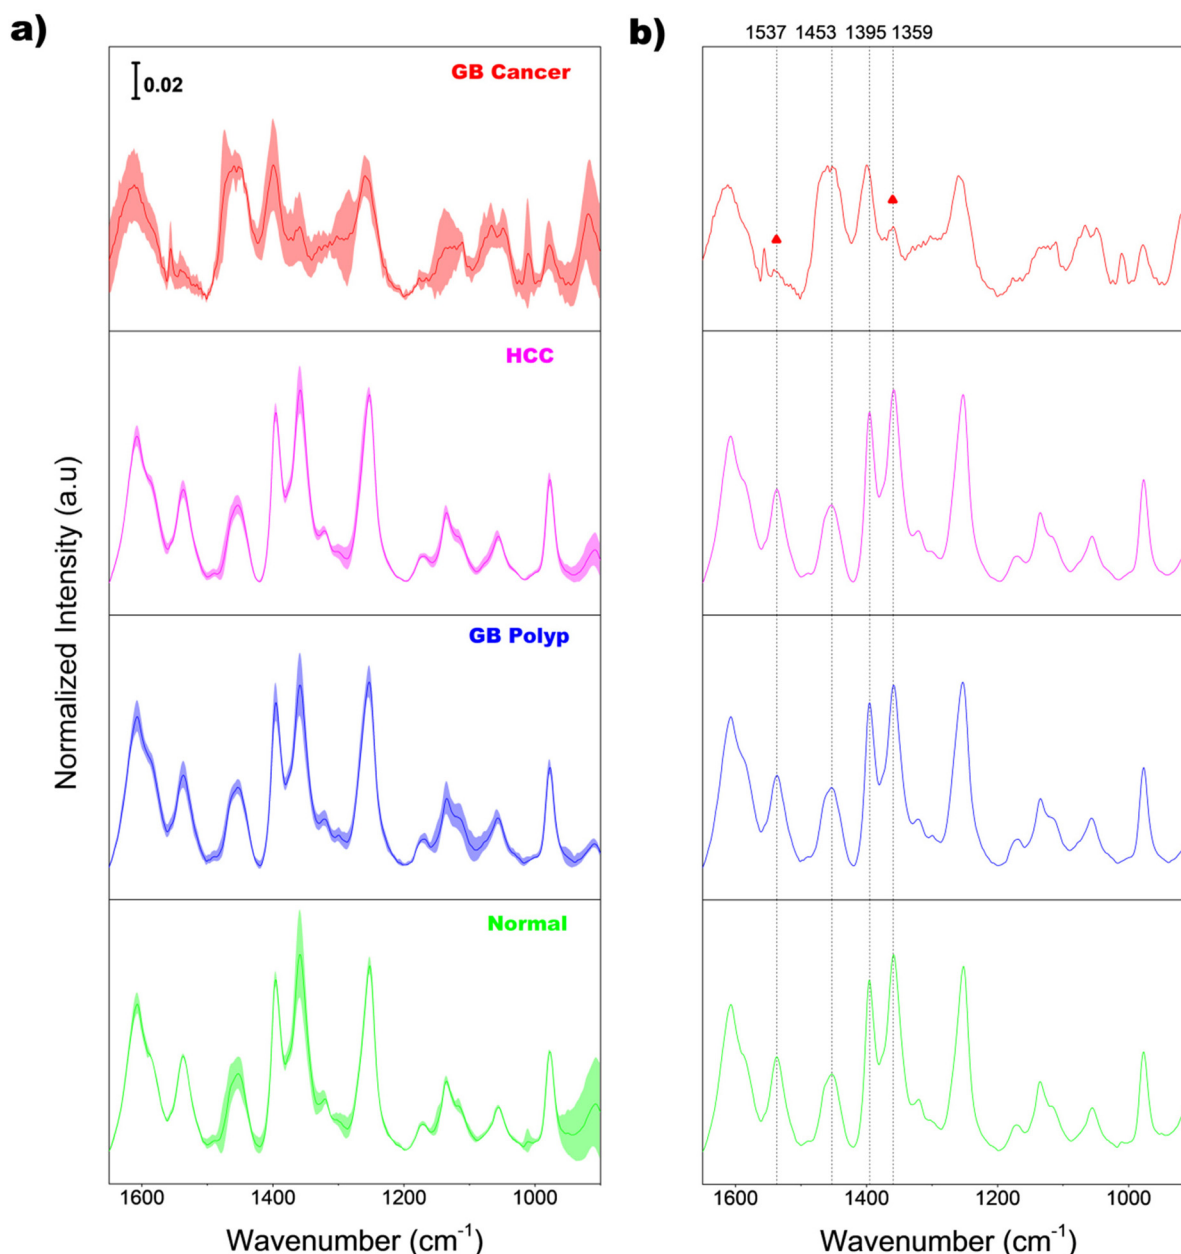 a)
b)
1537 1453 1395 1359
0.02
GB Cancer
HCC
GB Polyp
Normal
Normalized Intensity (a.u)
1600 1400 1200 1000
1600 1400 1200 1000
Wavenumber (cm⁻¹)
Wavenumber (cm⁻¹)